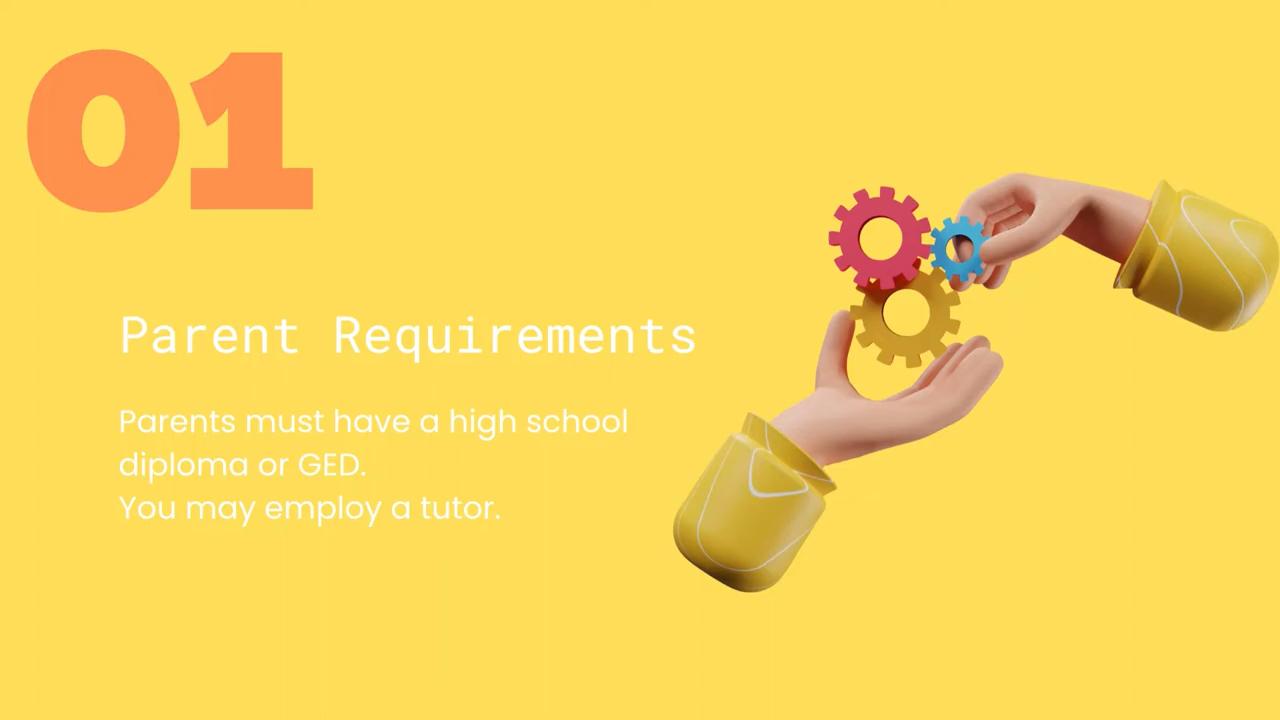 01
Parent Requirements
Parents must have a high school
diploma or GED.
You may employ a tutor.